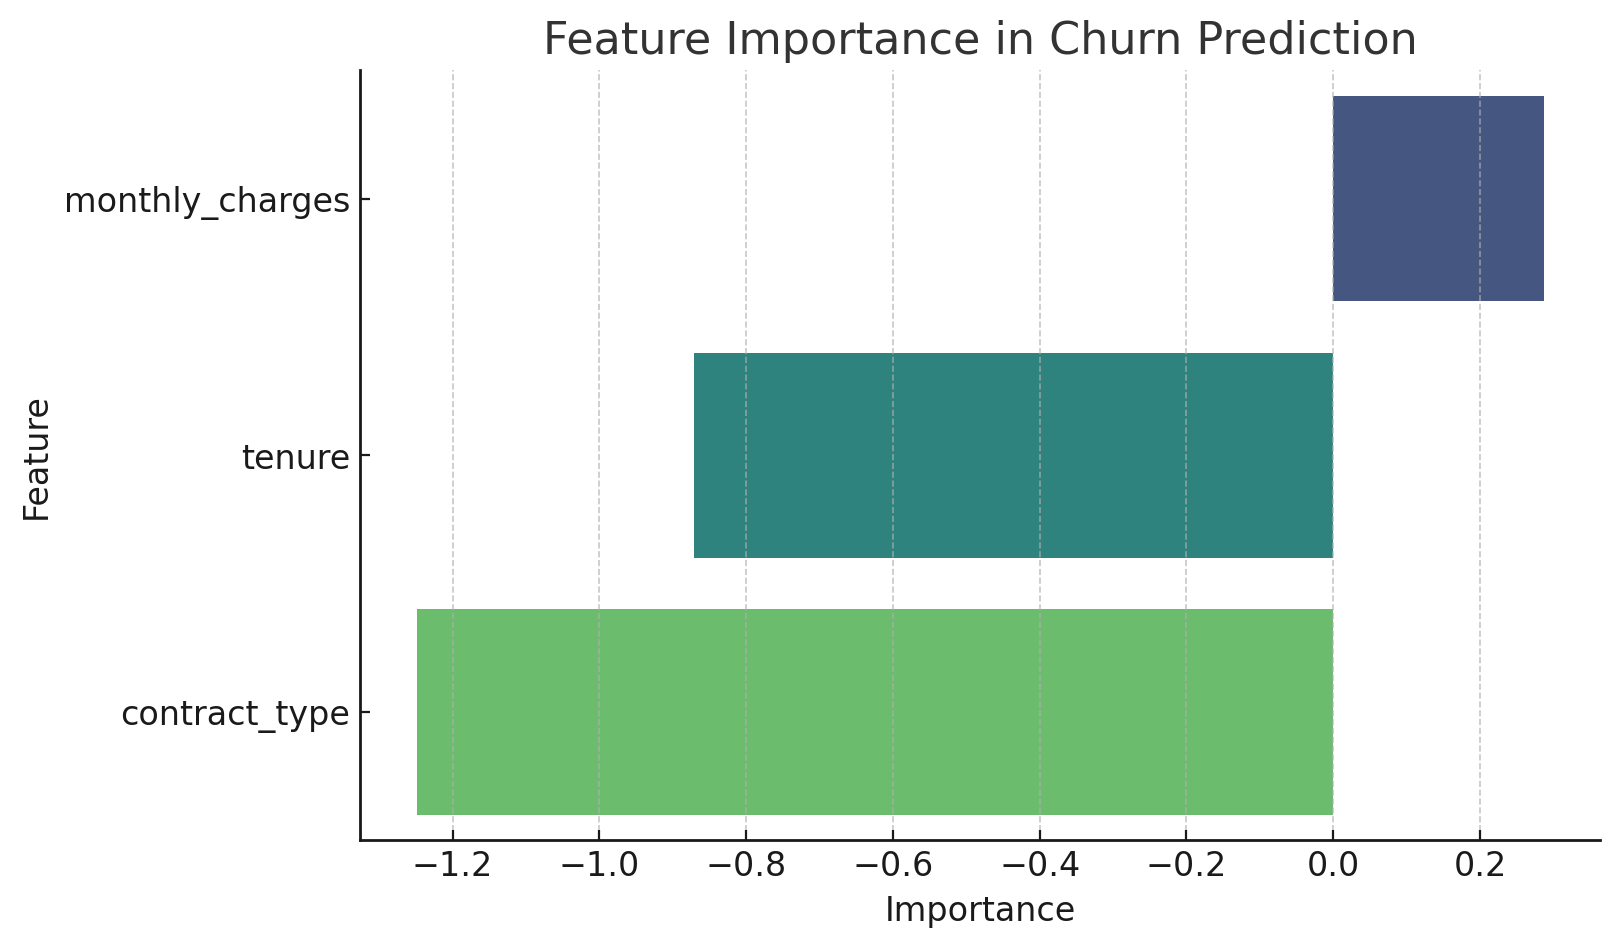 Feature Importance in Churn Prediction
monthly_charges
tenure
contract_type
Feature
−1.2 −1.0 −0.8 −0.6 −0.4 −0.2 0.0 0.2
Importance